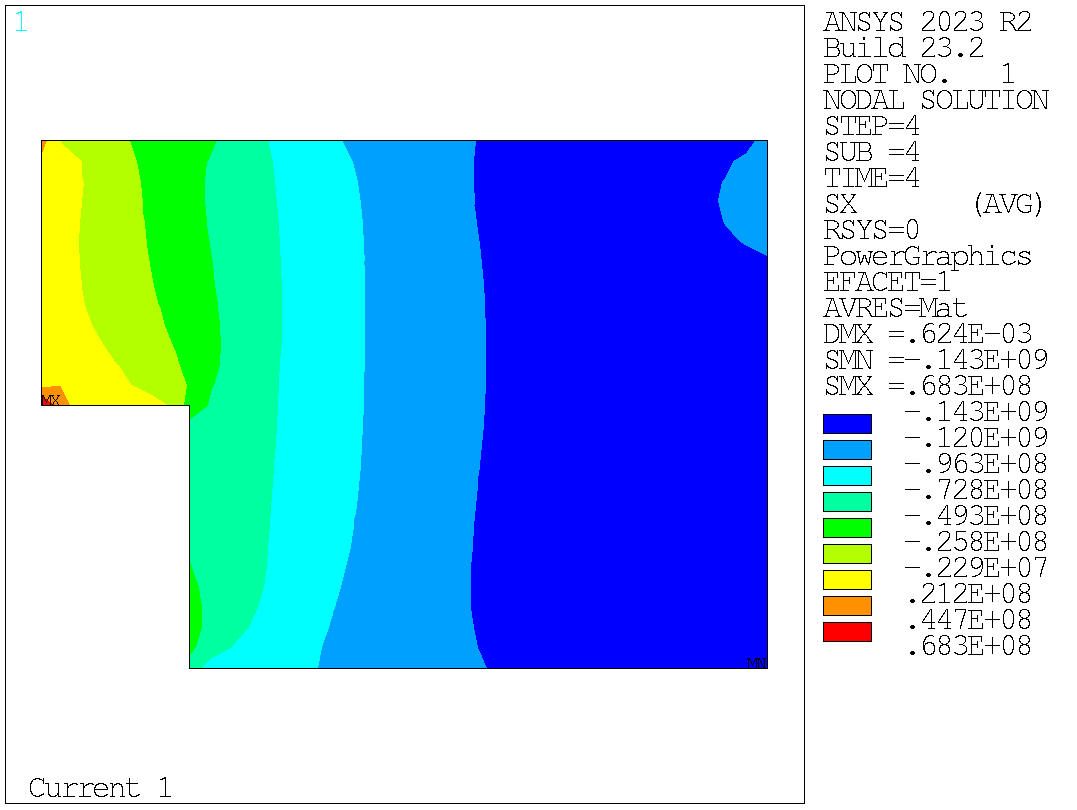 1
ANSYS 2023 R2
Build 23.2
PLOT NO.   1
NODAL SOLUTION
STEP=4
SUB =4
TIME=4
SX       (AVG)
RSYS=0
PowerGraphics
EFACET=1
AVRES=Mat
DMX =.624E-03
SMN =-.143E+09
SMX =.683E+08
-.143E+09
-.120E+09
-.963E+08
-.728E+08
-.493E+08
-.258E+08
-.229E+07
.212E+08
.447E+08
.683E+08
MX
MN
Current 1